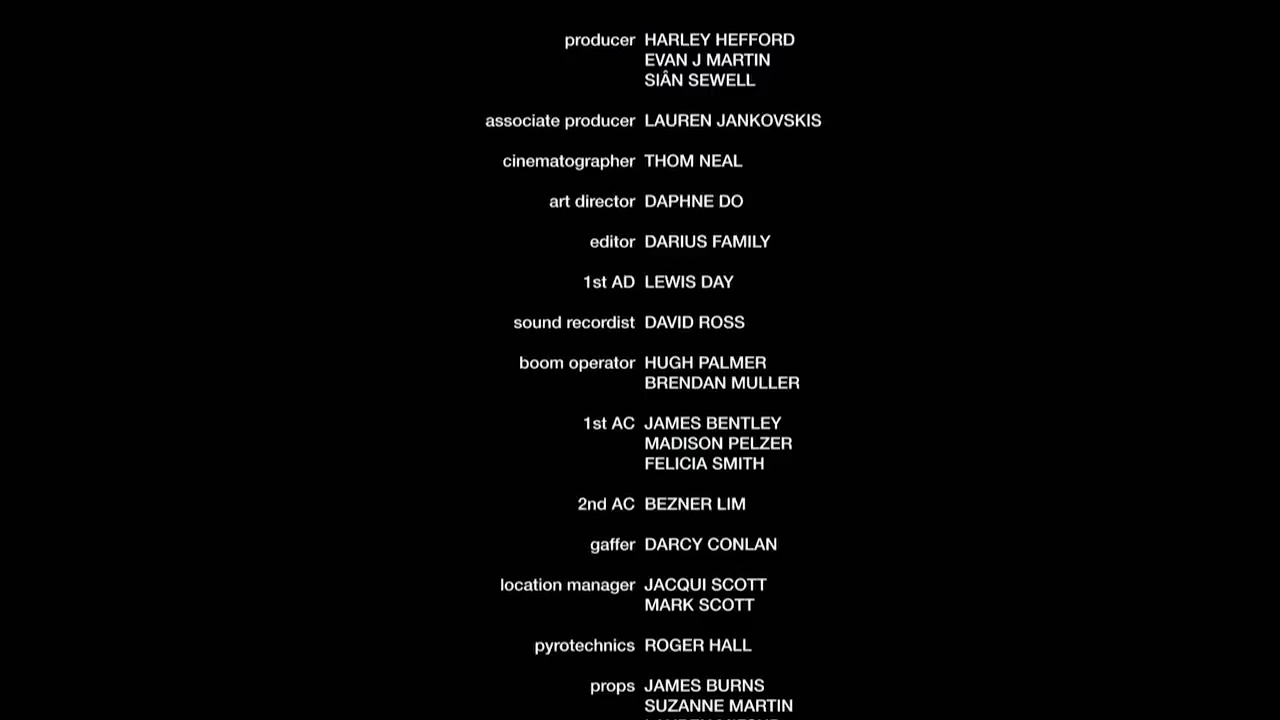 producer HARLEY HEFFORD
EVAN J MARTIN
SIÂN SEWELL
associate producer LAUREN JANKOVSKIS
cinematographer THOM NEAL
art director DAPHNE DO
editor DARIUS FAMILY
1st AD LEWIS DAY
sound recordist DAVID ROSS
boom operator HUGH PALMER
BRENDAN MULLER
1st AC JAMES BENTLEY
MADISON PELZER
FELICIA SMITH
2nd AC BEZNER LIM
gaffer DARCY CONLAN
location manager JACQUI SCOTT
MARK SCOTT
pyrotechnics ROGER HALL
props JAMES BURNS
SUZANNE MARTIN